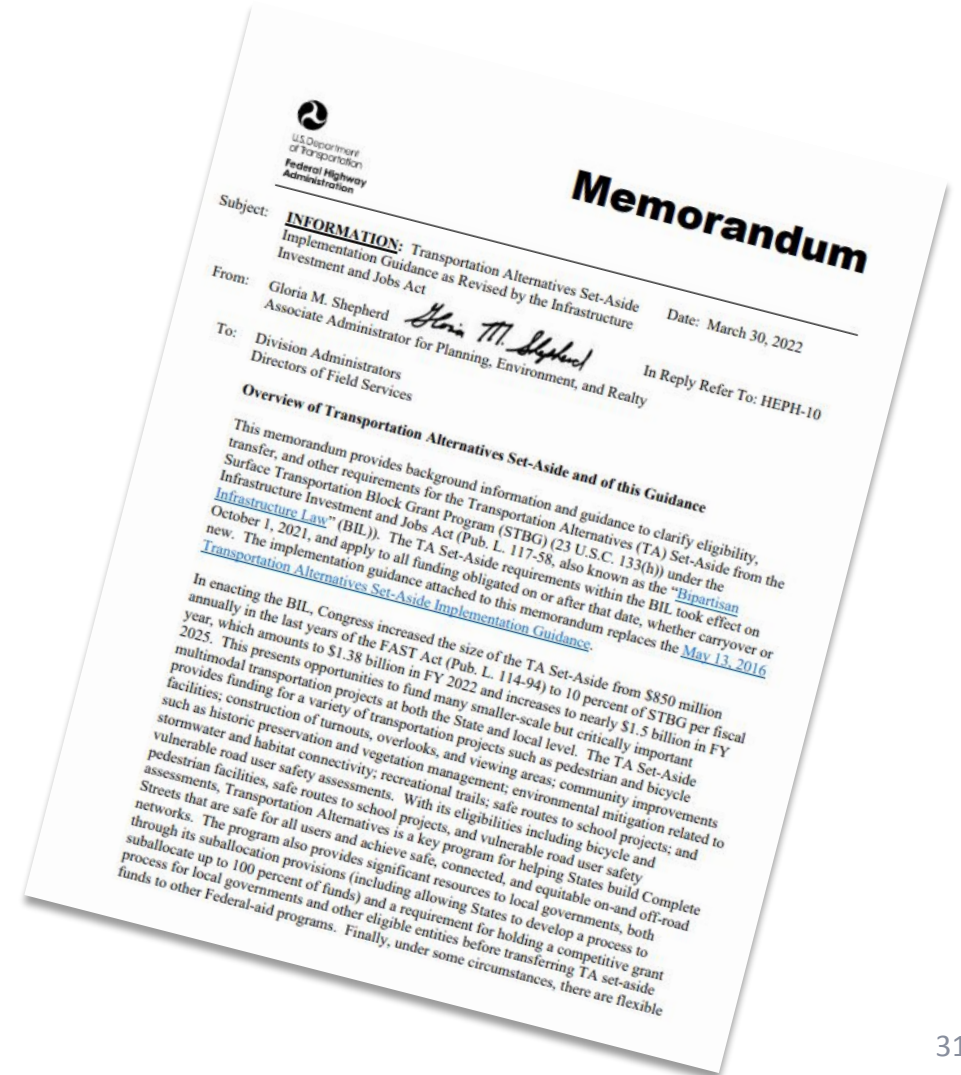 U.S. Department
of Transportation
Federal Highway
Administration
Memorandum
Subject: INFORMATION: Transportation Alternatives Set-Aside
Implementation Guidance as Revised by the Infrastructure
Investment and Jobs Act
Date: March 30, 2022
From: Gloria M. Shepherd Gloria M. Shepherd
Associate Administrator for Planning, Environment, and Realty
In Reply Refer To: HEPH-10
To: Division Administrators
Directors of Field Services
Overview of Transportation Alternatives Set-Aside and of this Guidance
This memorandum provides background information and guidance to clarify eligibility,
transfer, and other requirements for the Transportation Alternatives (TA) Set-Aside from the
Surface Transportation Block Grant Program (STBG) (23 U.S.C. 133(h)) under the
Infrastructure Investment and Jobs Act (Pub. L. 117-58, also known as the “Bipartisan
Infrastructure Law” (BIL)). The TA Set-Aside requirements within the BIL took effect on
October 1, 2021, and apply to all funding obligated on or after that date, whether carryover or
new. The implementation guidance attached to this memorandum replaces the May 13, 2016
Transportation Alternatives Set-Aside Implementation Guidance.
In enacting the BIL, Congress increased the size of the TA Set-Aside from $850 million
annually in the last years of the FAST Act (Pub. L. 114-94) to 10 percent of STBG per fiscal
year, which amounts to $1.38 billion in FY 2022 and increases to nearly $1.5 billion in FY
2025. This presents opportunities to fund many smaller-scale but critically important
multimodal transportation projects at both the State and local level. The TA Set-Aside
provides funding for a variety of transportation projects such as pedestrian and bicycle
facilities; construction of turnouts, overlooks, and viewing areas; community improvements
such as historic preservation and vegetation management; environmental mitigation related to
stormwater and habitat connectivity; recreational trails; safe routes to school projects; and
vulnerable road user safety assessments. With its eligibilities including bicycle and
pedestrian facilities, safe routes to school projects, and vulnerable road user safety
assessments, Transportation Alternatives is a key program for helping States build Complete
Streets that are safe for all users and achieve safe, connected, and equitable on-and off-road
networks. The program also provides significant resources to local governments, both
through its suballocation provisions (including allowing States to develop a process to
suballocate up to 100 percent of funds) and a requirement for holding a competitive grant
process for local governments and other eligible entities before transferring TA set-aside
funds to other Federal-aid programs. Finally, under some circumstances, there are flexible
31